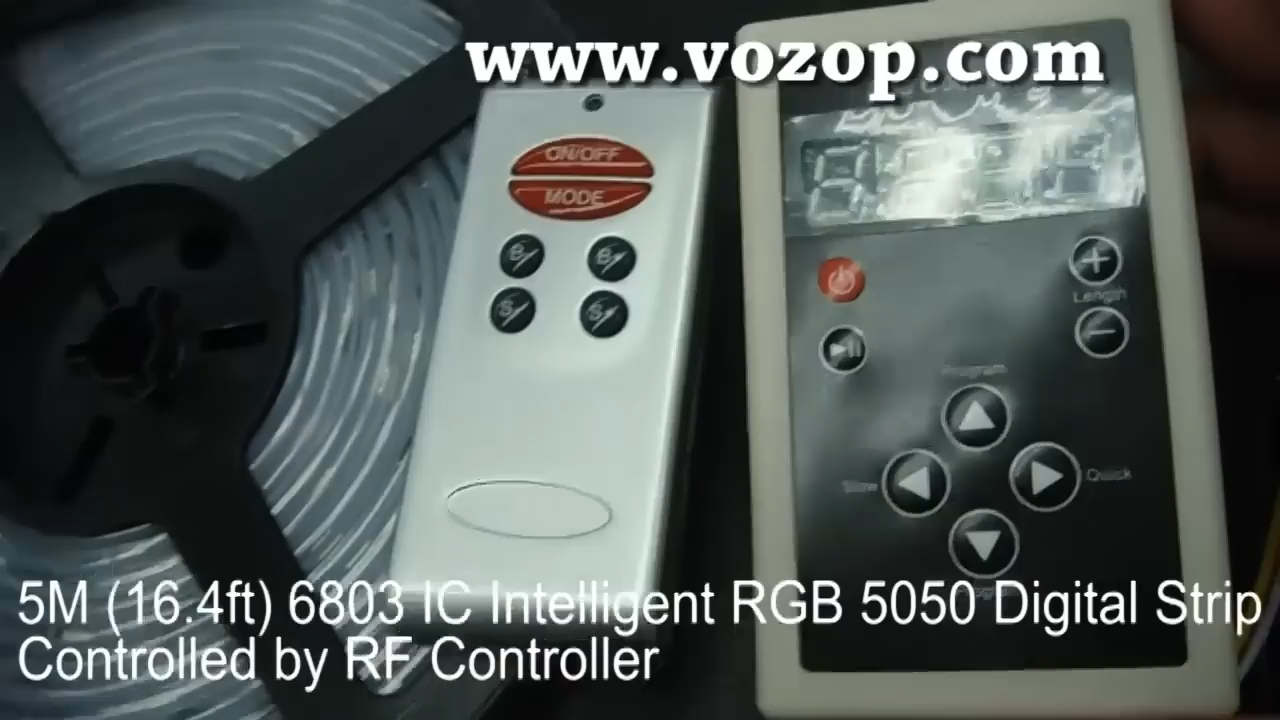 www.vozop.com
ON/OFF
MODE
B
B
S
S
Length
Program
Slow
Quick
5M (16.4ft) 6803 IC Intelligent RGB 5050 Digital Strip
Controlled by RF Controller